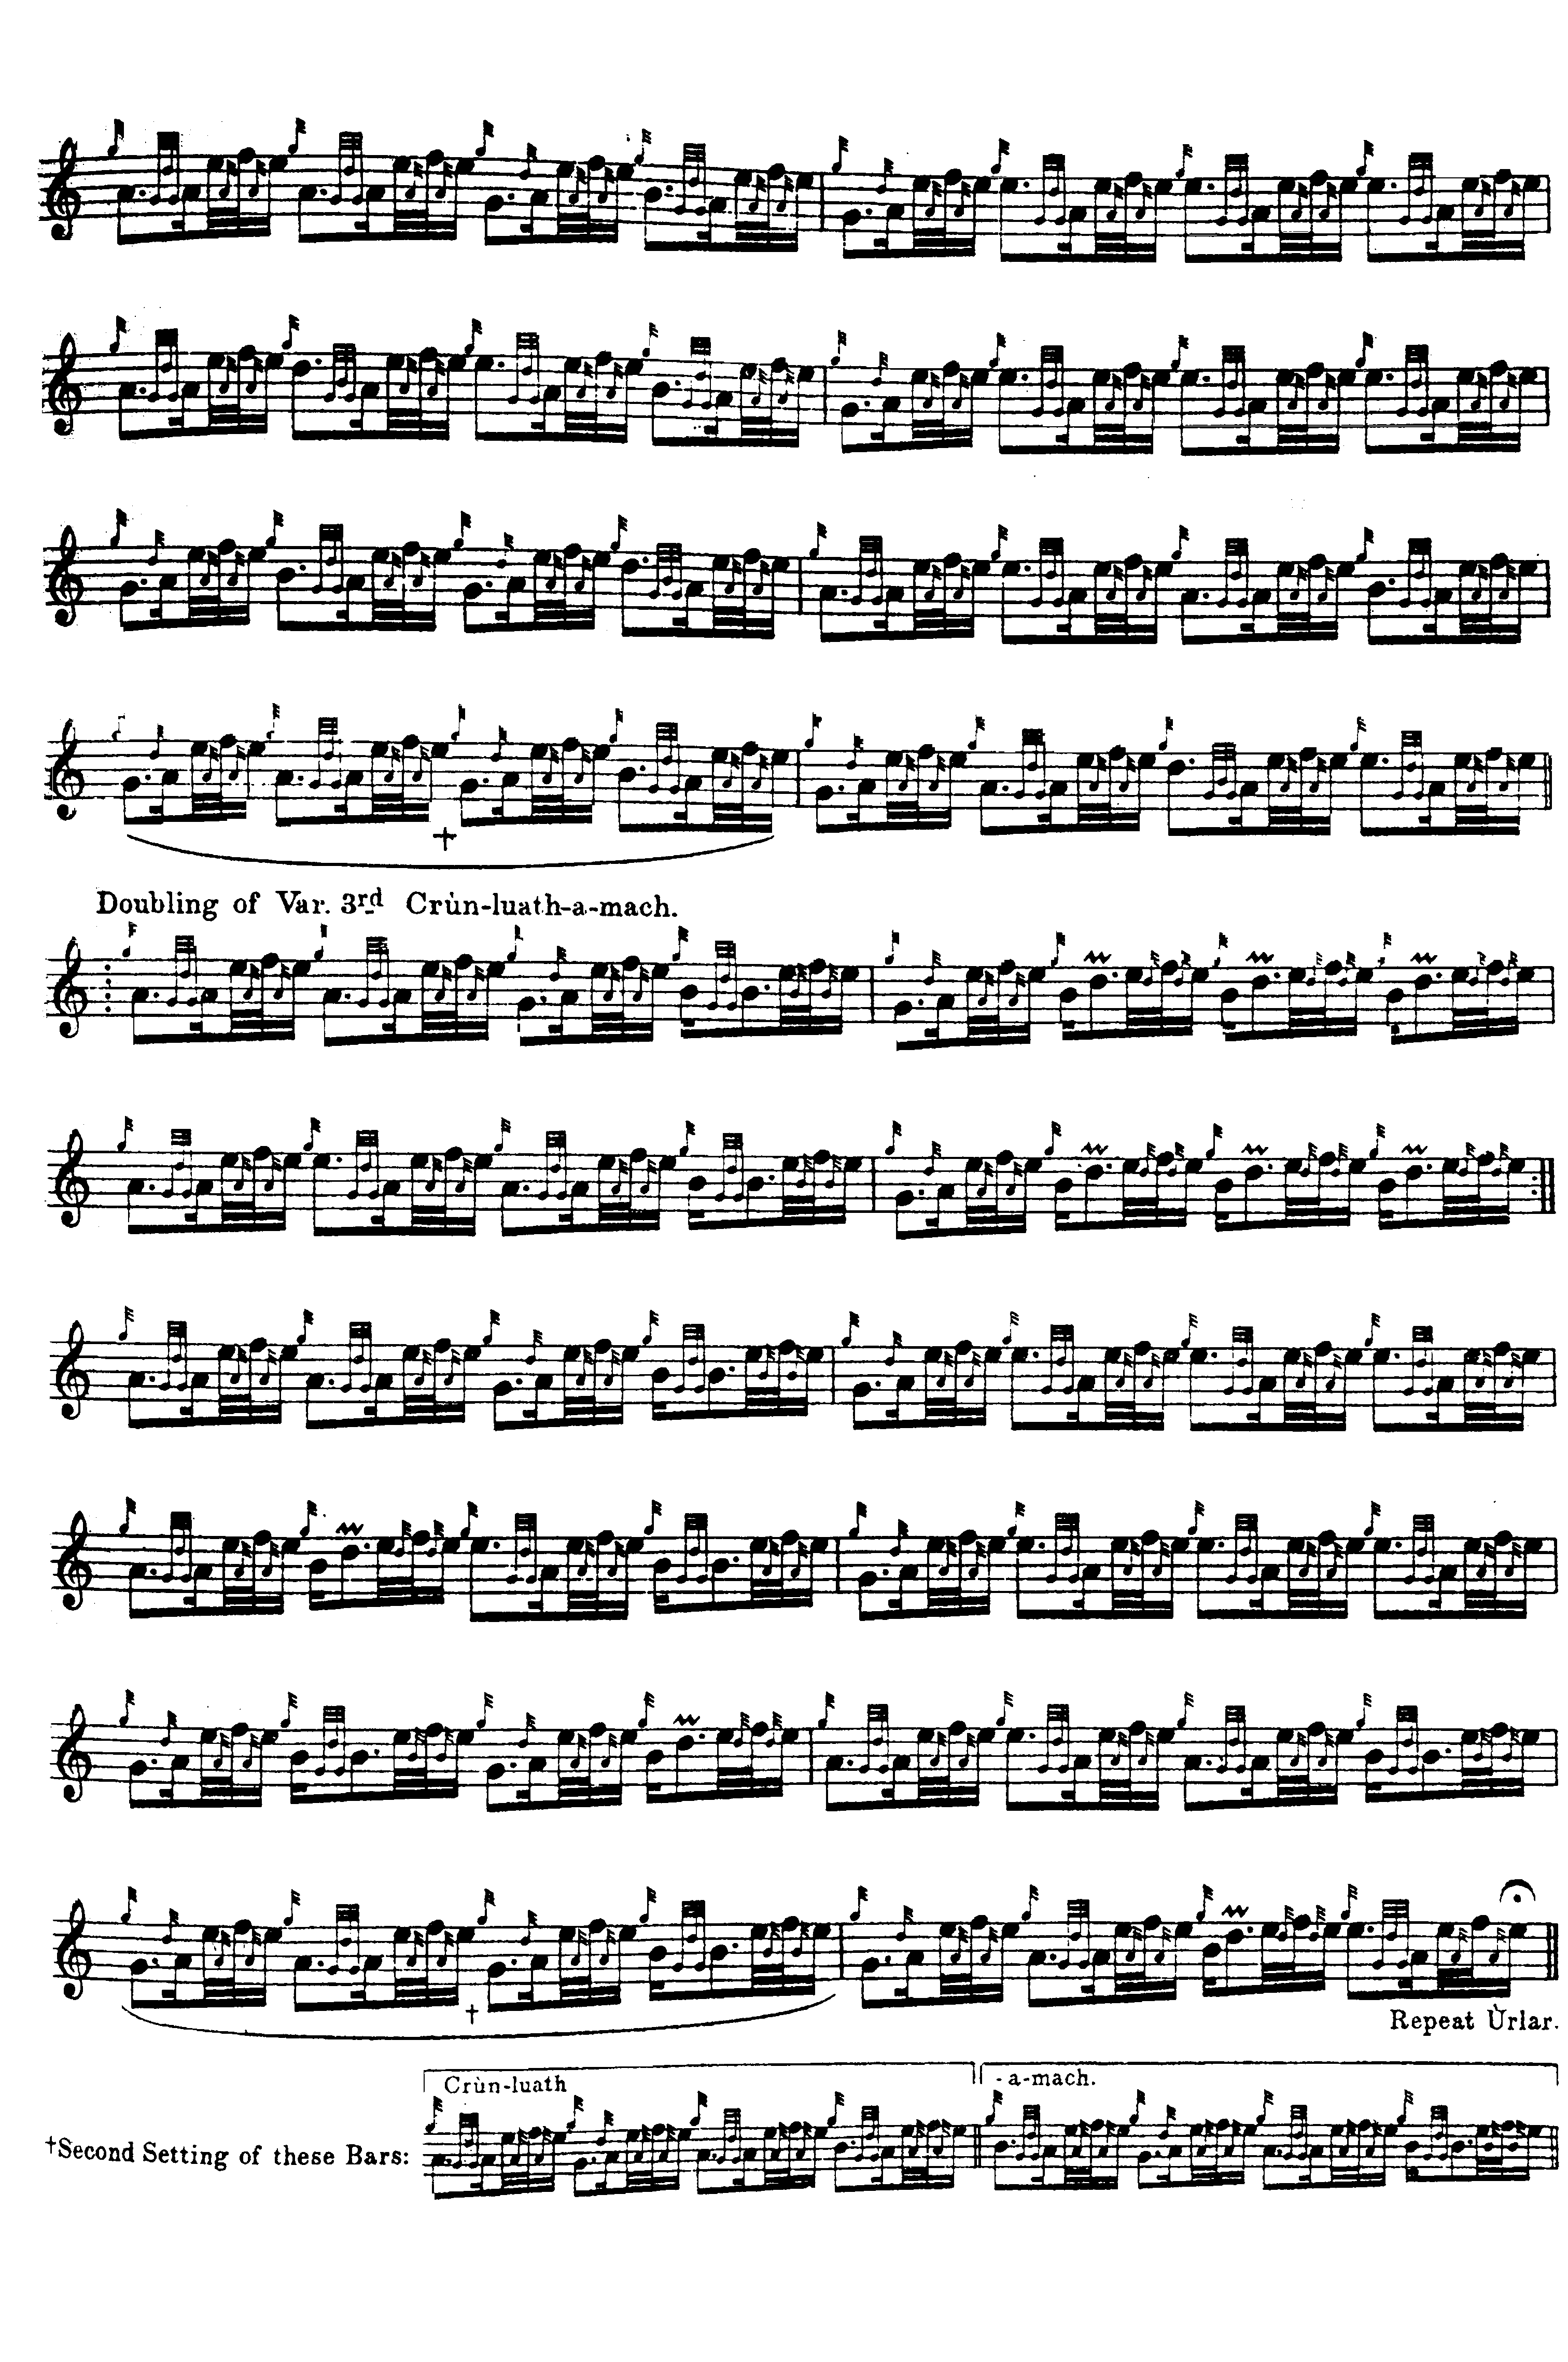 Doubling of Var. 3rd Crùn-luath-a-mach.
Repeat Ùrlar.
Crùn-luath
-a-mach.
†Second Setting of these Bars: